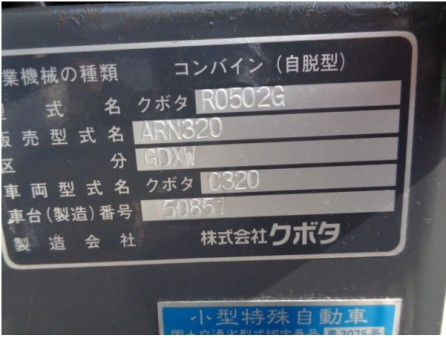 業機械の種類 コンバイン(自脱型)
型式名 クボタ R0502G
販売型式名 ARN320
区分 GDXW
車両型式名 クボタ C320
車台(製造)番号 50851
製造会社 株式会社クボタ
小型特殊自動車